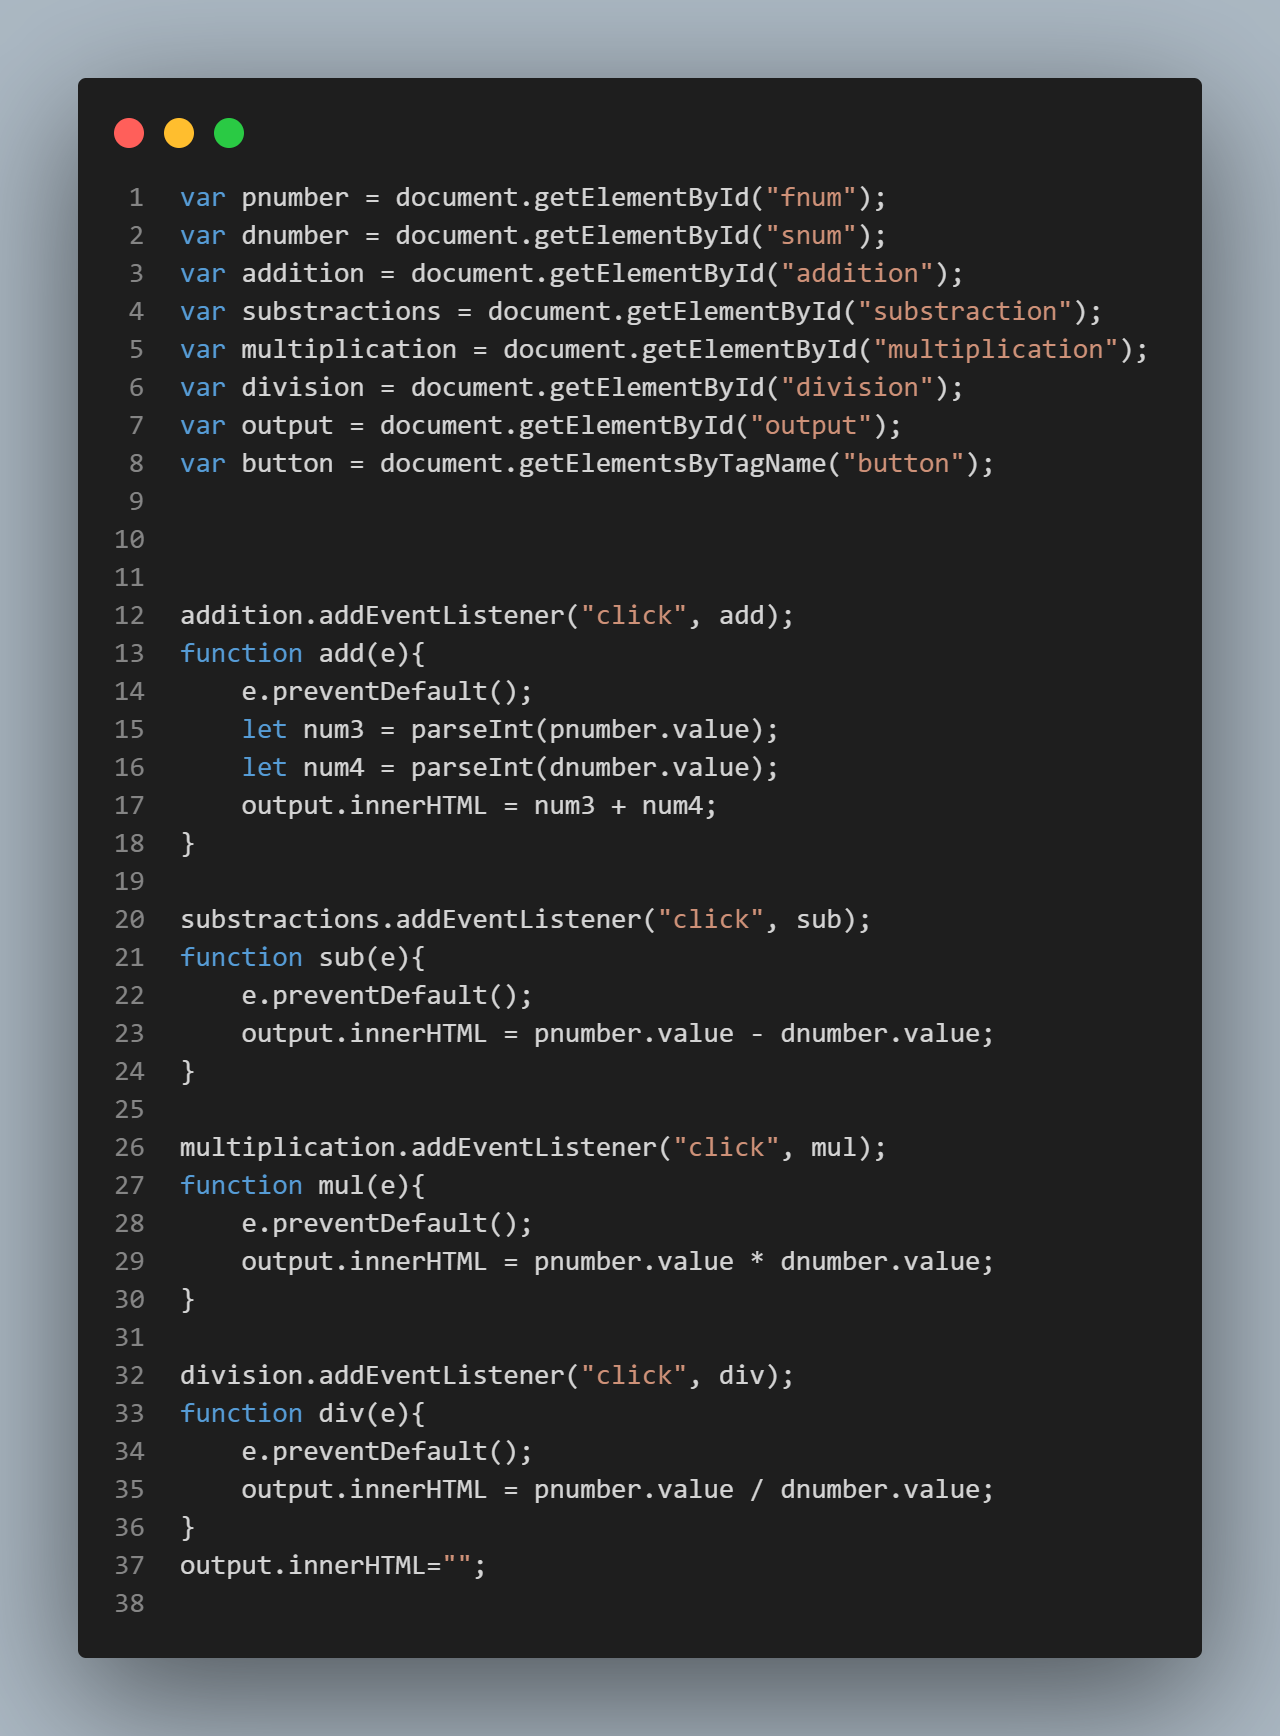 1 var pnumber = document.getElementById("fnum");
2 var dnumber = document.getElementById("snum");
3 var addition = document.getElementById("addition");
4 var substractions = document.getElementById("substraction");
5 var multiplication = document.getElementById("multiplication");
6 var division = document.getElementById("division");
7 var output = document.getElementById("output");
8 var button = document.getElementsByTagName("button");
9
10
11
12 addition.addEventListener("click", add);
13 function add(e){
14     e.preventDefault();
15     let num3 = parseInt(pnumber.value);
16     let num4 = parseInt(dnumber.value);
17     output.innerHTML = num3 + num4;
18 }
19
20 substractions.addEventListener("click", sub);
21 function sub(e){
22     e.preventDefault();
23     output.innerHTML = pnumber.value - dnumber.value;
24 }
25
26 multiplication.addEventListener("click", mul);
27 function mul(e){
28     e.preventDefault();
29     output.innerHTML = pnumber.value * dnumber.value;
30 }
31
32 division.addEventListener("click", div);
33 function div(e){
34     e.preventDefault();
35     output.innerHTML = pnumber.value / dnumber.value;
36 }
37 output.innerHTML="";
38